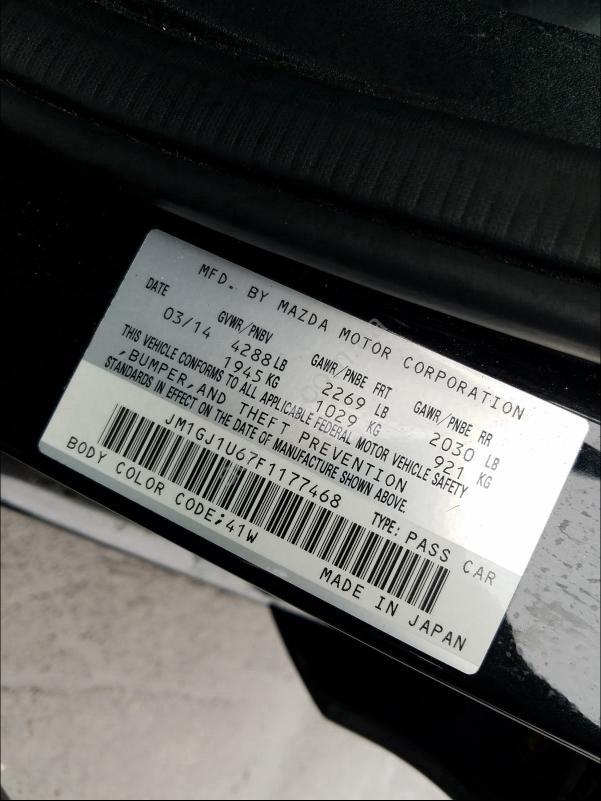 MFD. BY MAZDA MOTOR CORPORATION
DATE GVWR/PNBV GAWR/PNBE FRT GAWR/PNBE RR
03/14 4288 LB 2269 LB 2030 LB
1945 KG 1029 KG 921 KG
THIS VEHICLE CONFORMS TO ALL APPLICABLE FEDERAL MOTOR VEHICLE SAFETY
,BUMPER,AND THEFT PREVENTION
STANDARDS IN EFFECT ON THE DATE OF MANUFACTURE SHOWN ABOVE.
JM1GJ1U67F1177468 TYPE: PASS CAR
BODY COLOR CODE;41W MADE IN JAPAN